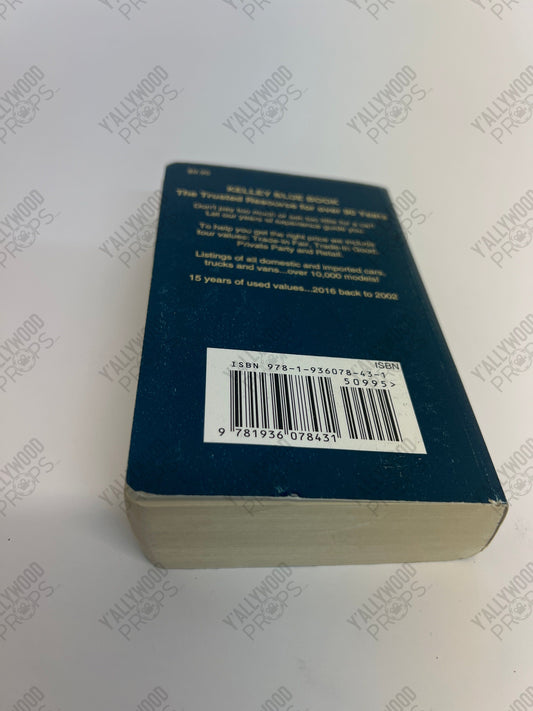 KELLEY BLUE BOOK
The Trusted Resource for over 90 Years
Don't pay too much or ask too little for a car!
Let our years of experience guide you.
To help you get the right price we include
four values: Trade-In Fair, Trade-In Good,
Private Party and Retail.
Listings of all domestic and imported cars,
trucks and vans...over 10,000 models!
15 years of used values...2016 back to 2002
ISBN
ISBN 978-1-936078-43-1
50995>
9 781936 078431
Y'ALLYWOOD
PROPS